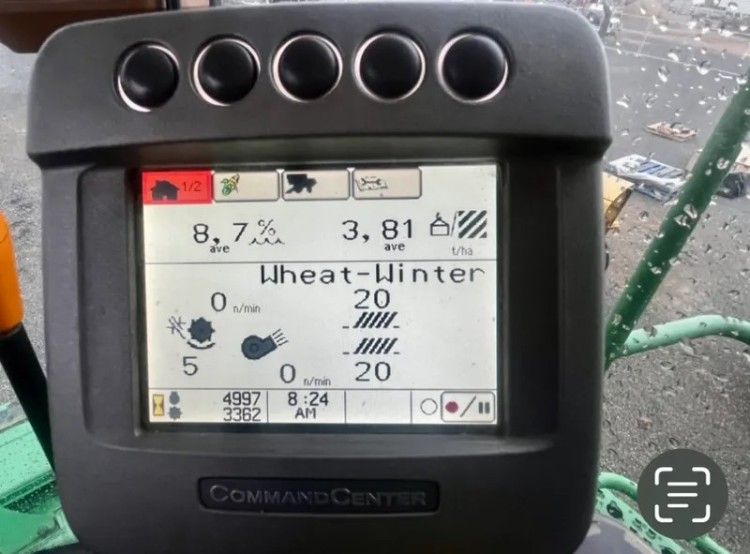 1/2
8,7 %
ave
3,81
ave
t/ha
Wheat-Winter
0 n/min
20
5
0 n/min
20
4997
3362
8:24
AM
COMMANDCENTER